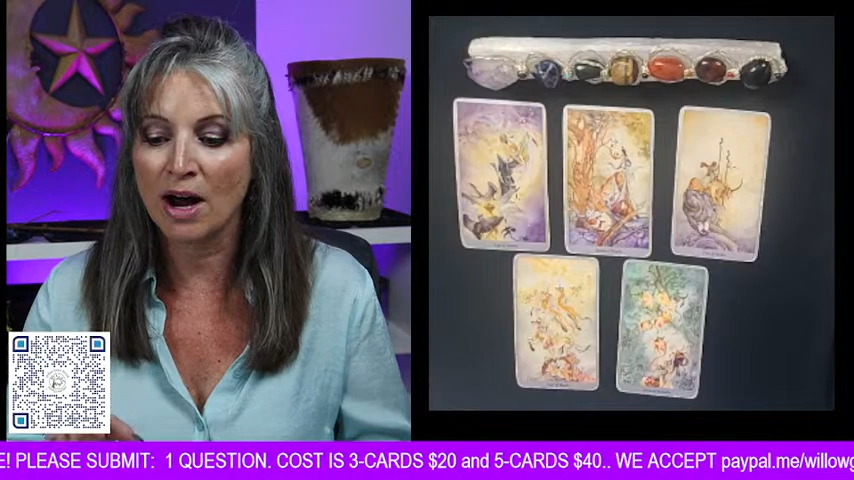 E! PLEASE SUBMIT: 1 QUESTION. COST IS 3-CARDS $20 and 5-CARDS $40.. WE ACCEPT paypal.me/willowg